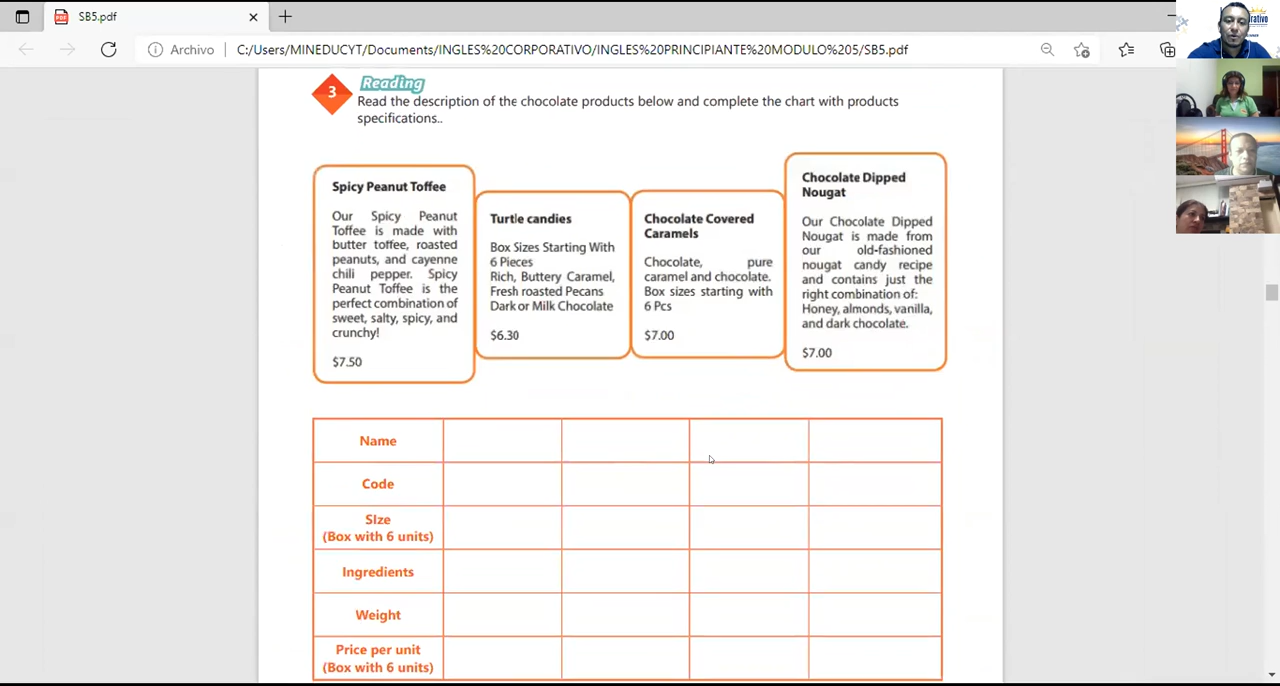 SB5.pdf
Archivo
C:/Users/MINEDUCYT/Documents/INGLES%20CORPORATIVO/INGLES%20PRINCIPIANTE%20MODULO%205/SB5.pdf
3
Reading
Read the description of the chocolate products below and complete the chart with products
specifications..
Spicy Peanut Toffee
Our Spicy Peanut
Toffee is made with
butter toffee, roasted
peanuts, and cayenne
chili pepper. Spicy
Peanut Toffee is the
perfect combination of
sweet, salty, spicy, and
crunchy!
$7.50
Turtle candies
Box Sizes Starting With
6 Pieces
Rich, Buttery Caramel,
Fresh roasted Pecans
Dark or Milk Chocolate
$6.30
Chocolate Covered
Caramels
Chocolate, pure
caramel and chocolate.
Box sizes starting with
6 Pcs
$7.00
Chocolate Dipped
Nougat
Our Chocolate Dipped
Nougat is made from
our old-fashioned
nougat candy recipe
and contains just the
right combination of:
Honey, almonds, vanilla,
and dark chocolate.
$7.00
Name
Code
SIze
(Box with 6 units)
Ingredients
Weight
Price per unit
(Box with 6 units)